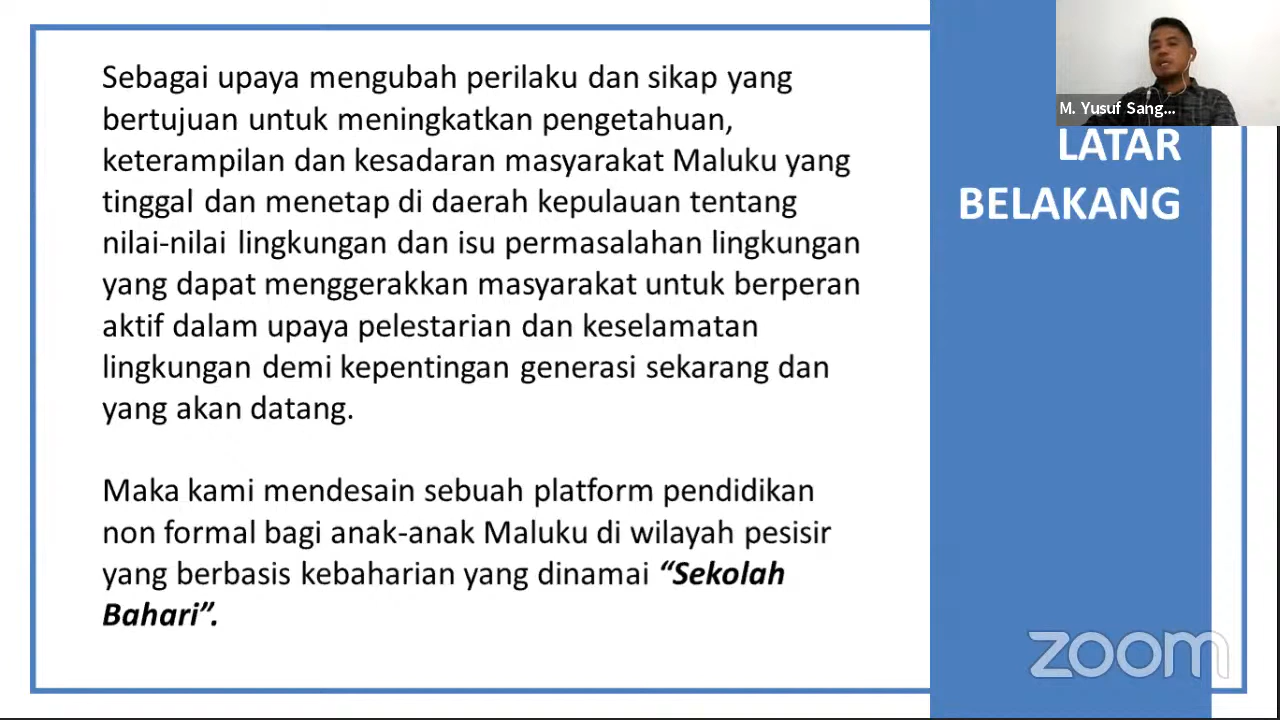 Sebagai upaya mengubah perilaku dan sikap yang
bertujuan untuk meningkatkan pengetahuan,
keterampilan dan kesadaran masyarakat Maluku yang
tinggal dan menetap di daerah kepulauan tentang
nilai-nilai lingkungan dan isu permasalahan lingkungan
yang dapat menggerakkan masyarakat untuk berperan
aktif dalam upaya pelestarian dan keselamatan
lingkungan demi kepentingan generasi sekarang dan
yang akan datang.
Maka kami mendesain sebuah platform pendidikan
non formal bagi anak-anak Maluku di wilayah pesisir
yang berbasis kebaharian yang dinamai “Sekolah
Bahari”.
M. Yusuf Sang...
LATAR
BELAKANG
zoom